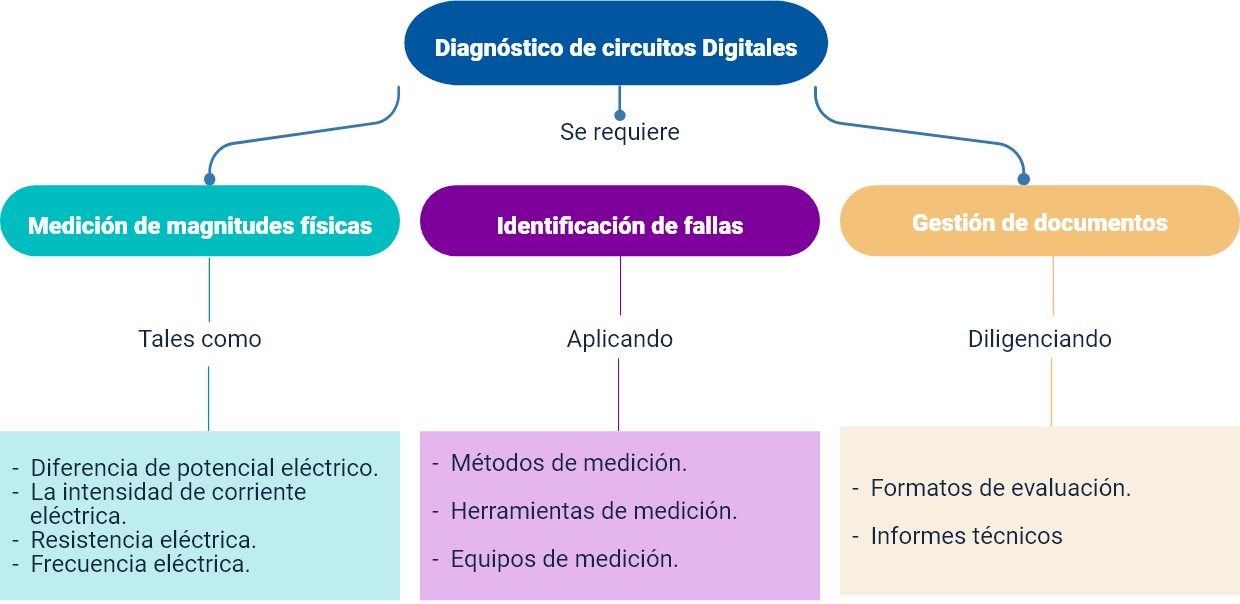 Diagnóstico de circuitos Digitales
Se requiere
Medición de magnitudes físicas
Identificación de fallas
Gestión de documentos
Tales como
Aplicando
Diligenciando
- Diferencia de potencial eléctrico.
- La intensidad de corriente
eléctrica.
- Resistencia eléctrica.
- Frecuencia eléctrica.
- Métodos de medición.
- Herramientas de medición.
- Equipos de medición.
- Formatos de evaluación.
- Informes técnicos